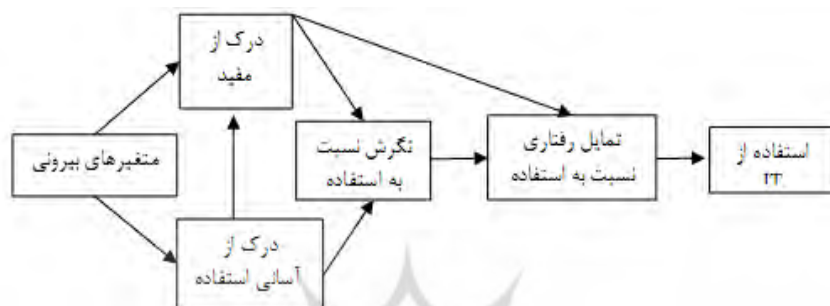 درک از
مفید
متغیرهای بیرونی
نگرش نسبت
به استفاده
تمایل رفتاری
نسبت به استفاده
استفاده از
درک از
آسانی استفاده